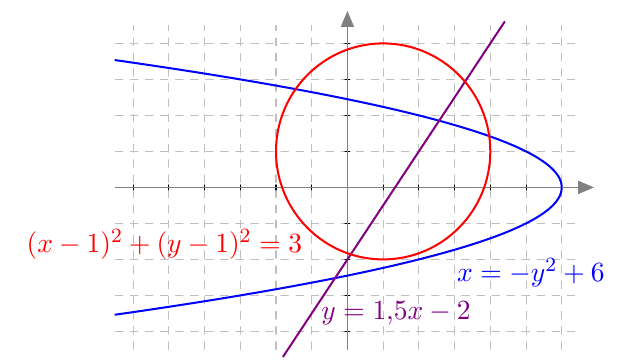 (x − 1)² + (y − 1)² = 3
x = −y² + 6
y = 1,5x − 2